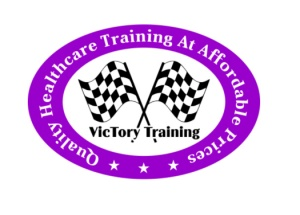 Quality Healthcare Training At Affordable Prices
VicTory Training